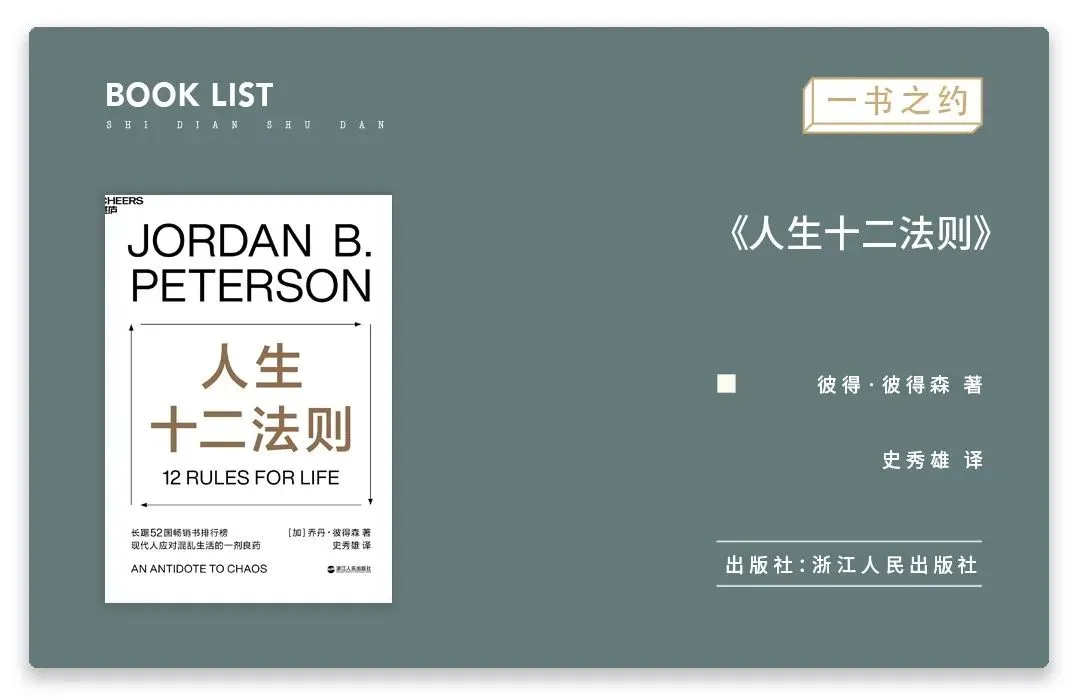 BOOK LIST
SHI DIAN SHU DAN
一书之约
CHEERS
湛庐
JORDAN B.
PETERSON
人生
十二法则
12 RULES FOR LIFE
长踞52国畅销书排行榜
现代人应对混乱生活的一剂良药
[加] 乔丹·彼得森 著
史秀雄 译
AN ANTIDOTE TO CHAOS
浙江人民出版社
《人生十二法则》
彼得·彼得森 著
史秀雄 译
出版社:浙江人民出版社